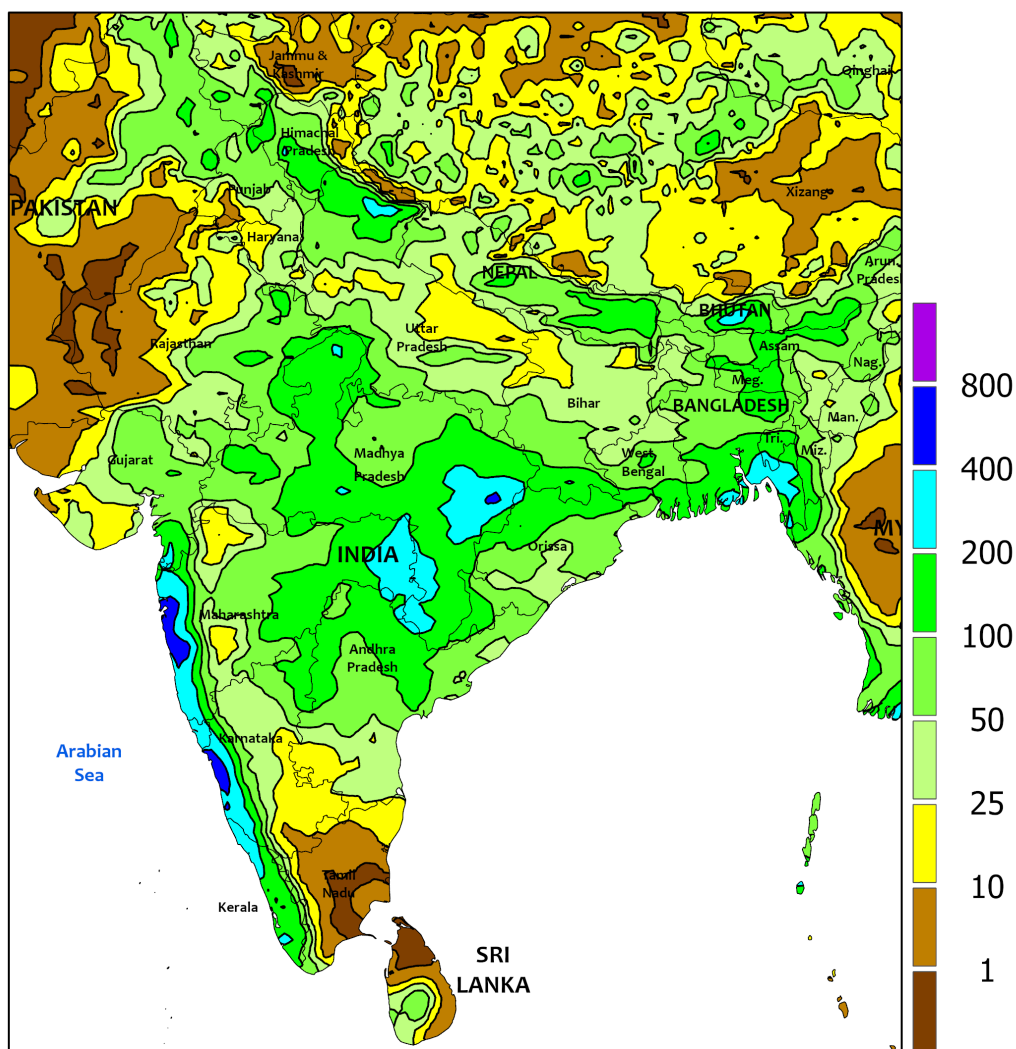 Jammu &
Kashmir
Qinghai
Himachal
Pradesh
Punjab
Xizang
PAKISTAN
Haryana
Arun.
Pradesh
NEPAL
BHUTAN
Uttar
Pradesh
Rajasthan
Assam
Nag.
Meg.
Bihar
BANGLADESH
Man.
Tri.
Miz.
Gujarat
Madhya
Pradesh
West
Bengal
MY
INDIA
Orissa
Maharashtra
Andhra
Pradesh
Karnataka
Arabian
Sea
Tamil
Nadu
Kerala
SRI
LANKA
800
400
200
100
50
25
10
1